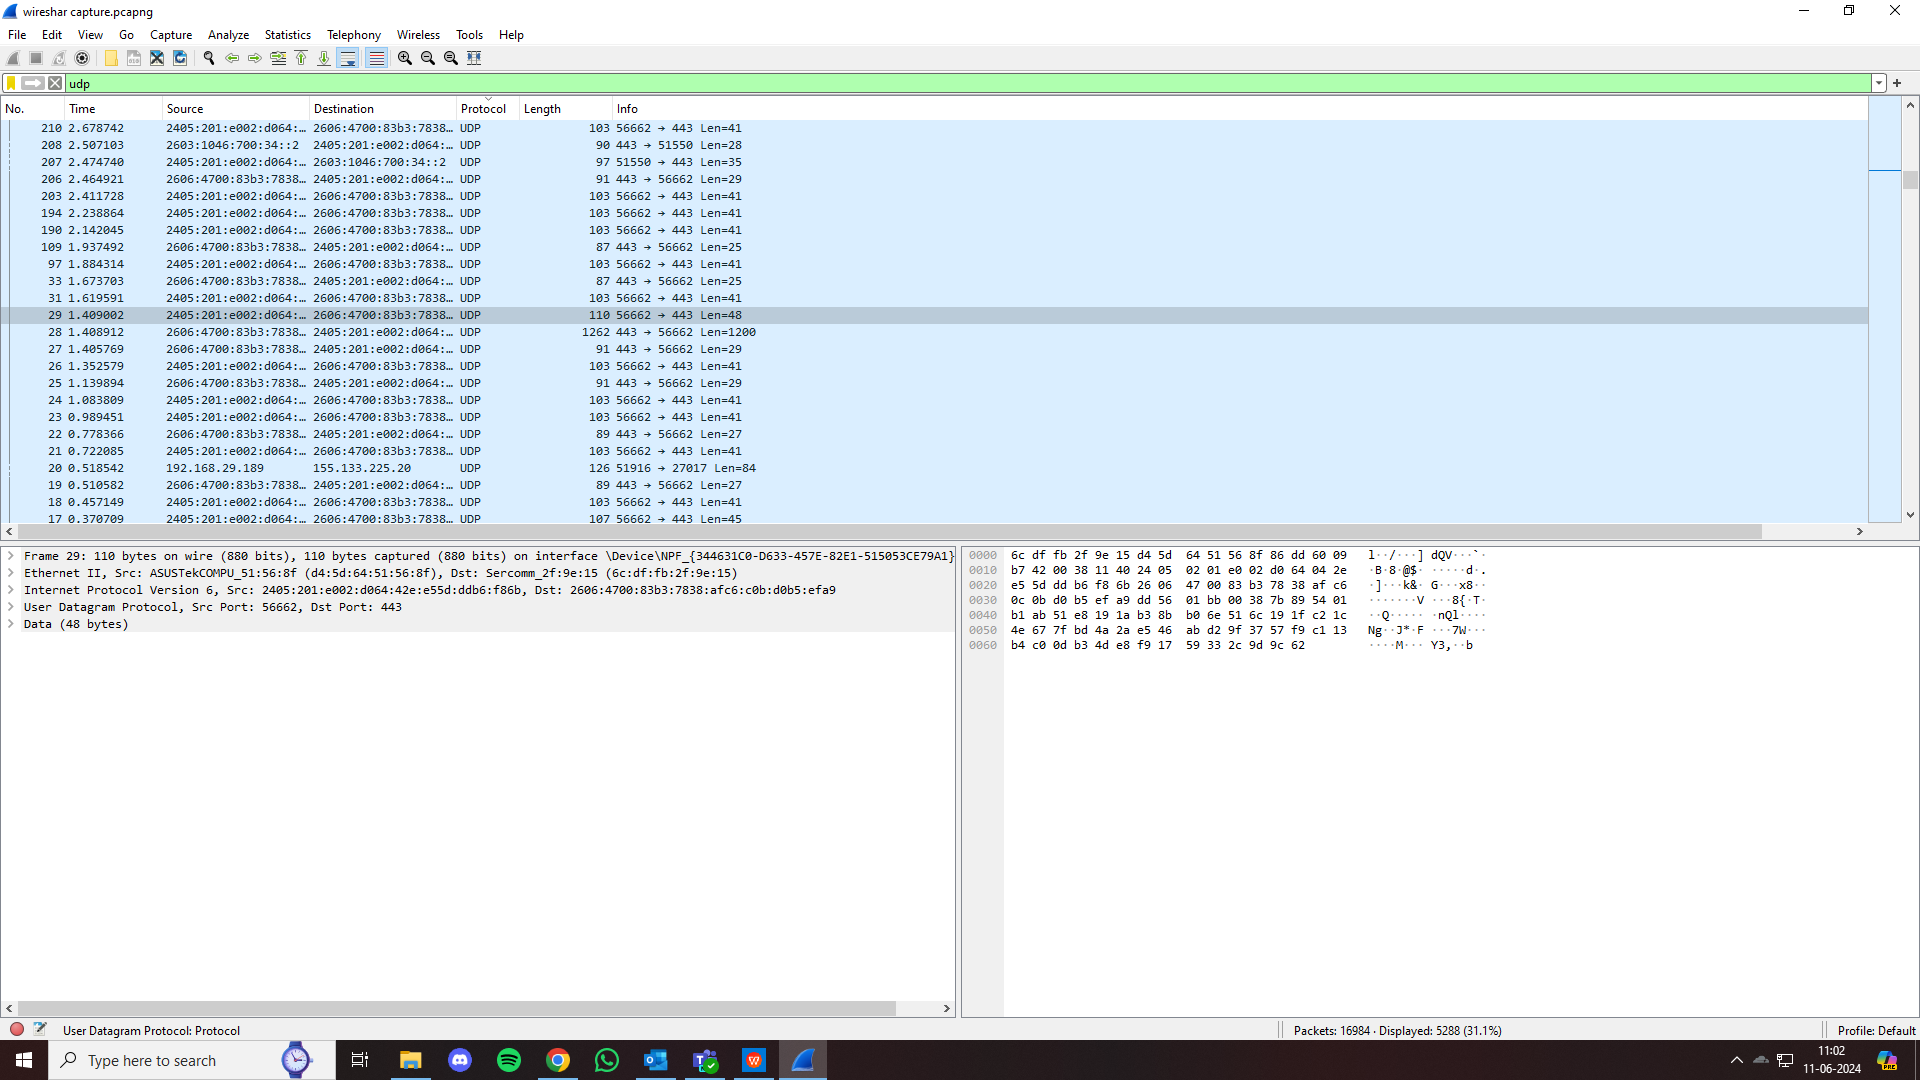 wireshar capture.pcapng
File Edit View Go Capture Analyze Statistics Telephony Wireless Tools Help
udp
No. Time Source Destination Protocol Length Info
210 2.678742 2405:201:e002:d064:… 2606:4700:83b3:7838… UDP 103 56662 → 443 Len=41
208 2.507103 2603:1046:700:34::2 2405:201:e002:d064:… UDP 90 443 → 51550 Len=28
207 2.474740 2405:201:e002:d064:… 2603:1046:700:34::2 UDP 97 51550 → 443 Len=35
206 2.464921 2606:4700:83b3:7838… 2405:201:e002:d064:… UDP 91 443 → 56662 Len=29
203 2.411728 2405:201:e002:d064:… 2606:4700:83b3:7838… UDP 103 56662 → 443 Len=41
194 2.238864 2405:201:e002:d064:… 2606:4700:83b3:7838… UDP 103 56662 → 443 Len=41
190 2.142045 2405:201:e002:d064:… 2606:4700:83b3:7838… UDP 103 56662 → 443 Len=41
109 1.937492 2606:4700:83b3:7838… 2405:201:e002:d064:… UDP 87 443 → 56662 Len=25
97 1.884314 2405:201:e002:d064:… 2606:4700:83b3:7838… UDP 103 56662 → 443 Len=41
33 1.673703 2606:4700:83b3:7838… 2405:201:e002:d064:… UDP 87 443 → 56662 Len=25
31 1.619591 2405:201:e002:d064:… 2606:4700:83b3:7838… UDP 103 56662 → 443 Len=41
29 1.409002 2405:201:e002:d064:… 2606:4700:83b3:7838… UDP 110 56662 → 443 Len=48
28 1.408912 2606:4700:83b3:7838… 2405:201:e002:d064:… UDP 1262 443 → 56662 Len=1200
27 1.405769 2606:4700:83b3:7838… 2405:201:e002:d064:… UDP 91 443 → 56662 Len=29
26 1.352579 2405:201:e002:d064:… 2606:4700:83b3:7838… UDP 103 56662 → 443 Len=41
25 1.139894 2606:4700:83b3:7838… 2405:201:e002:d064:… UDP 91 443 → 56662 Len=29
24 1.083809 2405:201:e002:d064:… 2606:4700:83b3:7838… UDP 103 56662 → 443 Len=41
23 0.989451 2405:201:e002:d064:… 2606:4700:83b3:7838… UDP 103 56662 → 443 Len=41
22 0.778366 2606:4700:83b3:7838… 2405:201:e002:d064:… UDP 89 443 → 56662 Len=27
21 0.722085 2405:201:e002:d064:… 2606:4700:83b3:7838… UDP 103 56662 → 443 Len=41
20 0.518542 192.168.29.189 155.133.225.20 UDP 126 51916 → 27017 Len=84
19 0.510582 2606:4700:83b3:7838… 2405:201:e002:d064:… UDP 89 443 → 56662 Len=27
18 0.457149 2405:201:e002:d064:… 2606:4700:83b3:7838… UDP 103 56662 → 443 Len=41
17 0.370709 2405:201:e002:d064:… 2606:4700:83b3:7838… UDP 107 56662 → 443 Len=45
Frame 29: 110 bytes on wire (880 bits), 110 bytes captured (880 bits) on interface \Device\NPF_{344631C0-D633-457E-82E1-515053CE79A1}
Ethernet II, Src: ASUSTekCOMPU_51:56:8f (d4:5d:64:51:56:8f), Dst: Sercomm_2f:9e:15 (6c:df:fb:2f:9e:15)
Internet Protocol Version 6, Src: 2405:201:e002:d064:42e:e55d:ddb6:f86b, Dst: 2606:4700:83b3:7838:afc6:c0b:d0b5:efa9
User Datagram Protocol, Src Port: 56662, Dst Port: 443
Data (48 bytes)
0000 6c df fb 2f 9e 15 d4 5d 64 51 56 8f 86 dd 60 09 l··/···] dQV···`·
0010 b7 42 00 38 11 40 24 05 02 01 e0 02 d0 64 04 2e ·B·8·@$· ·····d·.
0020 e5 5d dd b6 f8 6b 26 06 47 00 83 b3 78 38 af c6 ·]···k&· G···x8··
0030 0c 0b d0 b5 ef a9 dd 56 01 bb 00 38 7b 89 54 01 ·······V ···8{·T·
0040 b1 ab 51 e8 19 1a b3 8b b0 6e 51 6c 19 1f c2 1c ··Q····· ·nQl····
0050 4e 67 7f bd 4a 2a e5 46 ab d2 9f 37 57 f9 c1 13 Ng··J*·F ···7W···
0060 b4 c0 0d b3 4d e8 f9 17 59 33 2c 9d 9c 62 ····M··· Y3,··b
User Datagram Protocol: Protocol
Packets: 16984 · Displayed: 5288 (31.1%)
Profile: Default
Type here to search
11:02
11-06-2024